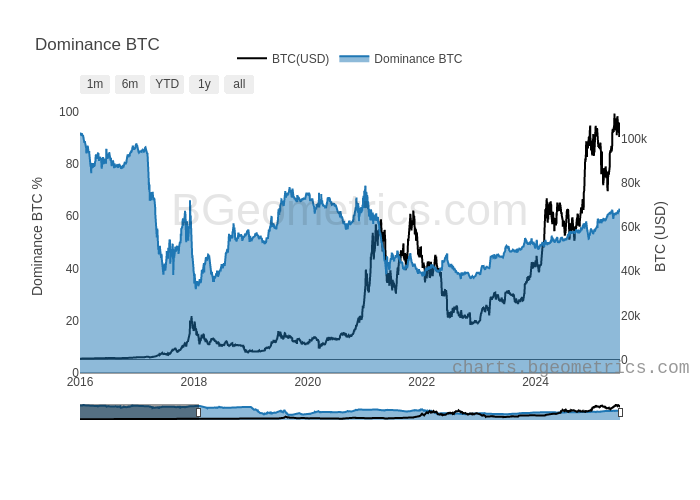 Dominance BTC
BTC(USD) Dominance BTC
1m 6m YTD 1y all
100
80
60
40
20
0
Dominance BTC %
100k
80k
60k
40k
20k
0
BTC (USD)
BGeometrics.com
charts.bgeometrics.com
2016 2018 2020 2022 2024